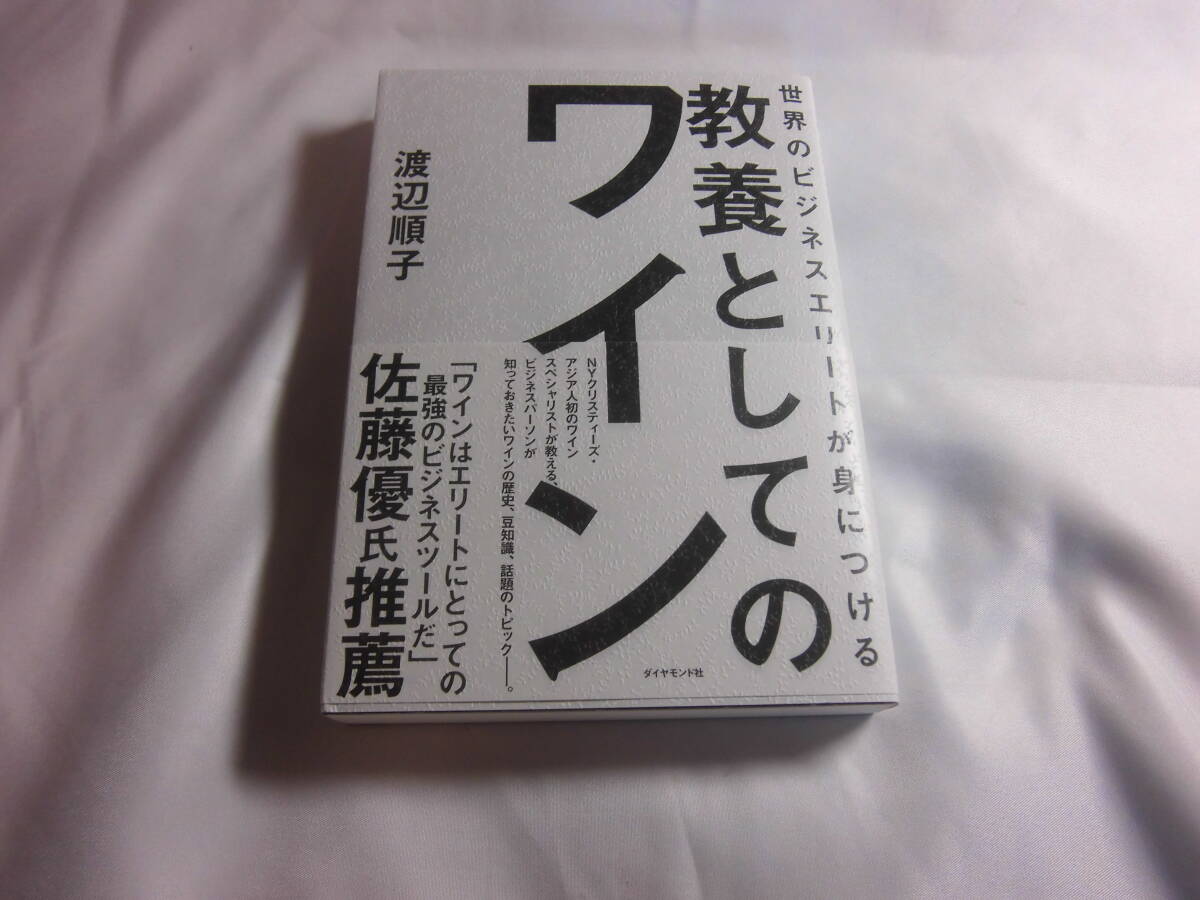 世界のビジネスエリートが身につける
教養としての
ワイン
渡辺順子
NYクリスティーズ・
アジア人初のワイン
スペシャリストが教える、
ビジネスパーソンが
知っておきたいワインの歴史、豆知識、話題のトピック――。
「ワインはエリートにとっての
最強のビジネスツールだ」
佐藤優氏推薦
ダイヤモンド社